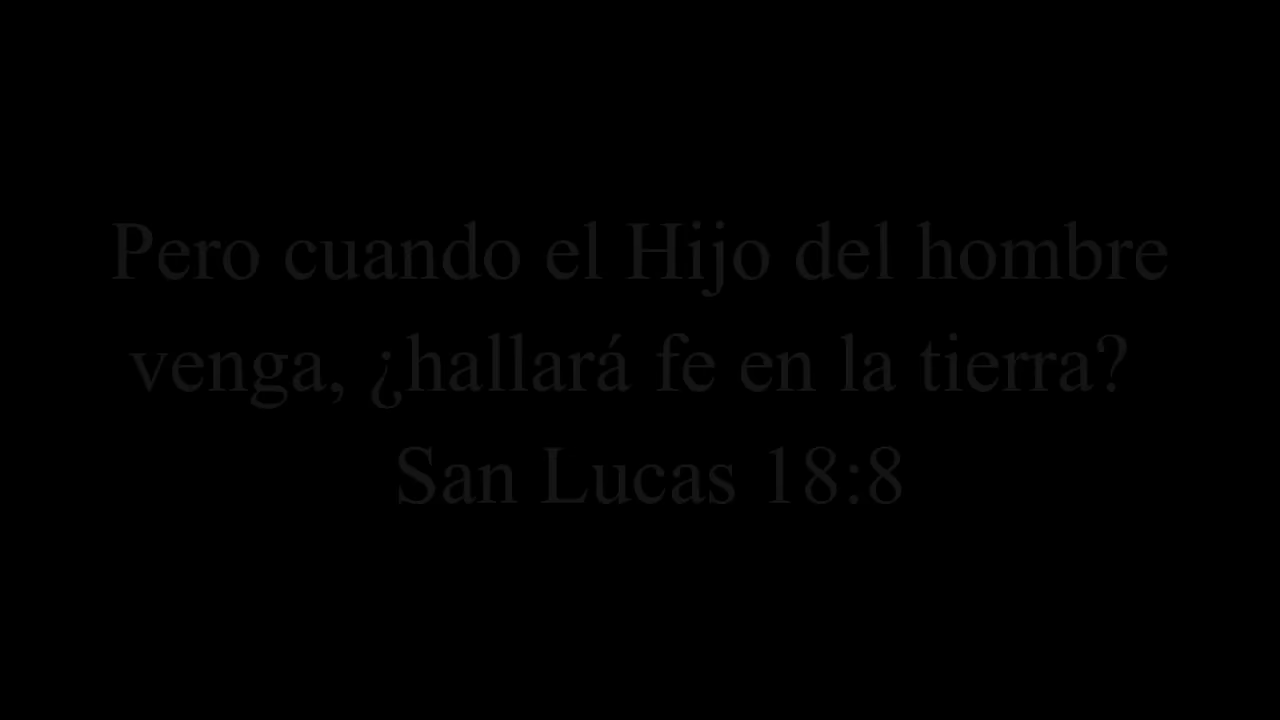 Pero cuando el Hijo del hombre
venga, ¿hallará fe en la tierra?
San Lucas 18:8